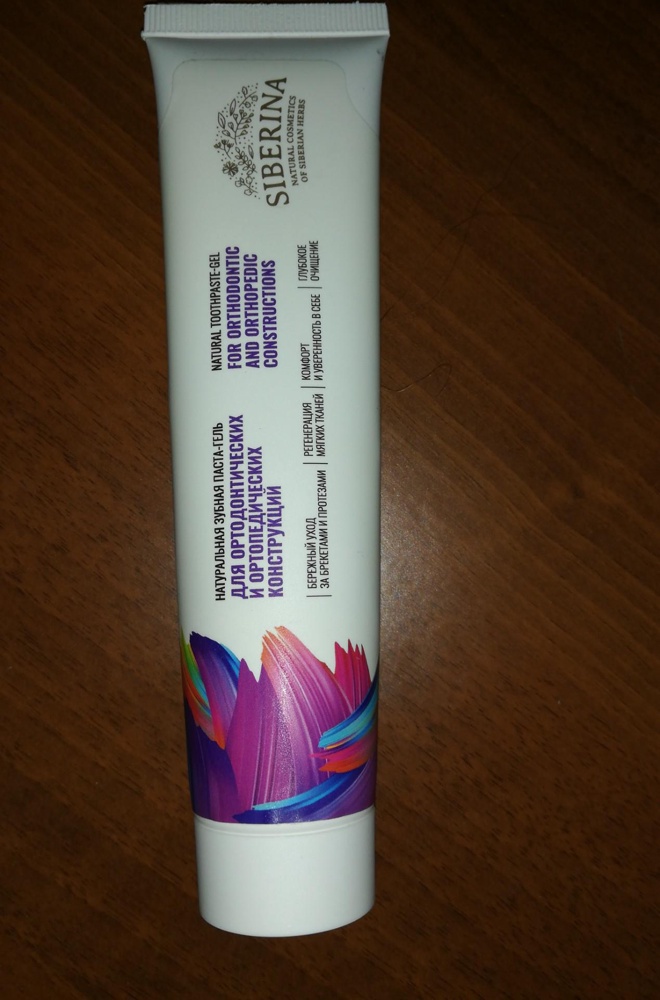 SIBERINA
NATURAL COSMETICS
OF SIBERIAN HERBS
НАТУРАЛЬНАЯ ЗУБНАЯ ПАСТА-ГЕЛЬ
ДЛЯ ОРТОДОНТИЧЕСКИХ
И ОРТОПЕДИЧЕСКИХ
КОНСТРУКЦИЙ
NATURAL TOOTHPASTE-GEL
FOR ORTHODONTIC
AND ORTHOPEDIC
CONSTRUCTIONS
БЕРЕЖНЫЙ УХОД
ЗА БРЕКЕТАМИ И ПРОТЕЗАМИ
РЕГЕНЕРАЦИЯ
МЯГКИХ ТКАНЕЙ
КОМФОРТ
И УВЕРЕННОСТЬ В СЕБЕ
ГЛУБОКОЕ
ОЧИЩЕНИЕ